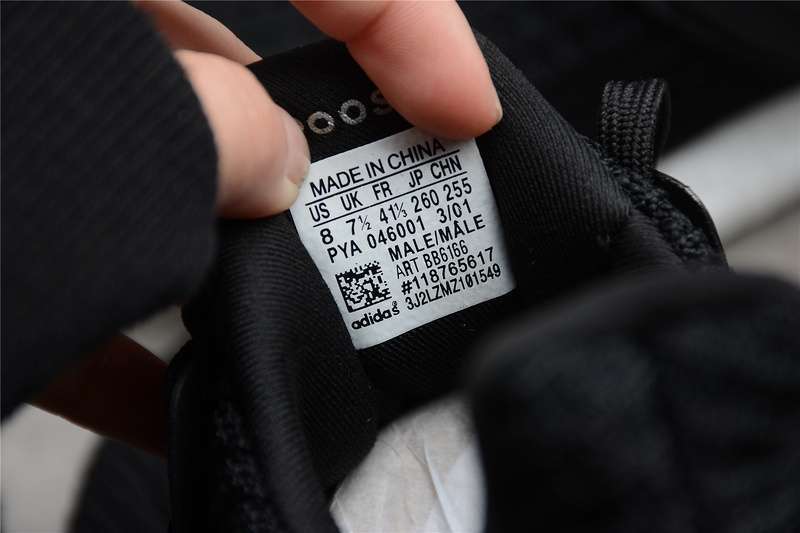 OOS
MADE IN CHINA
US UK FR JP CHN
8 7½ 41⅓ 260 255
PYA 046001 3/01
MALE/MÂLE
ART BB6166
#118765617
3J2LZMZ101549
adidas